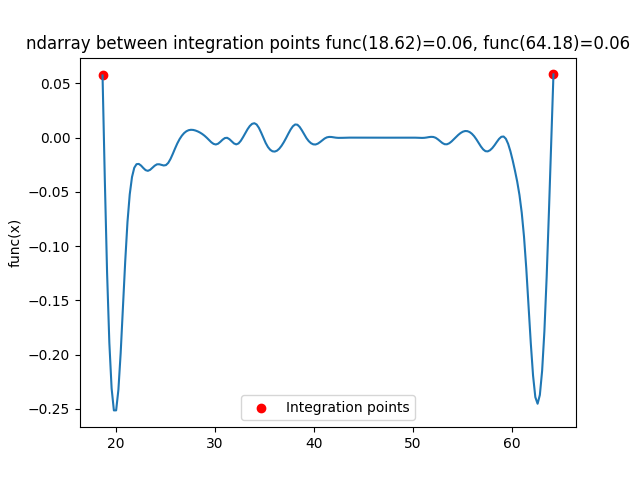 ndarray between integration points func(18.62)=0.06, func(64.18)=0.06
func(x)
0.05
0.00
−0.05
−0.10
−0.15
−0.20
−0.25
Integration points
20 30 40 50 60